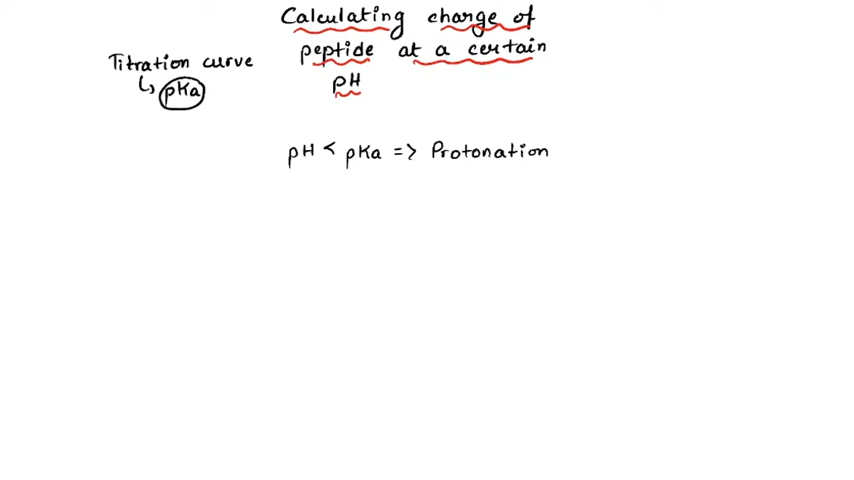 Calculating charge of
peptide at a certain
pH
Titration curve
↳ pKa
pH < pKa => Protonation